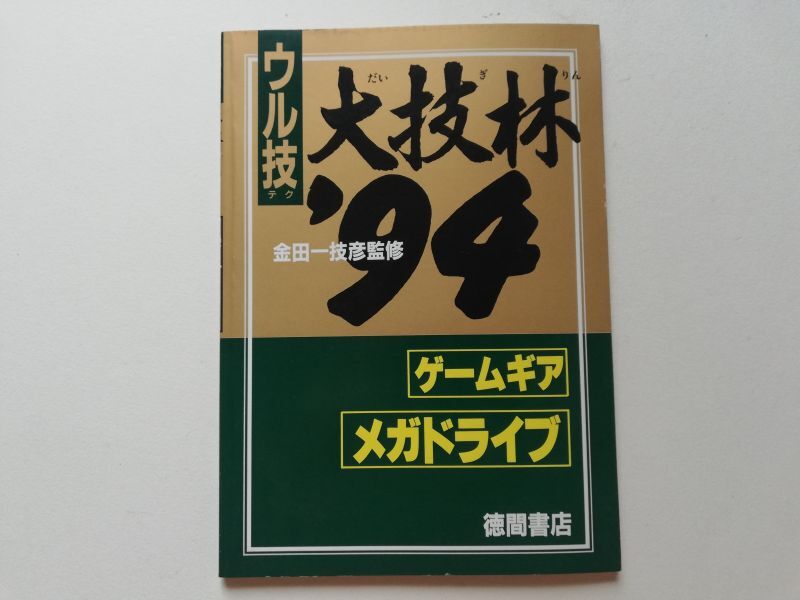 ウル技
テク
だい ぎ りん
大技林
'94
金田一技彦監修
ゲームギア
メガドライブ
徳間書店